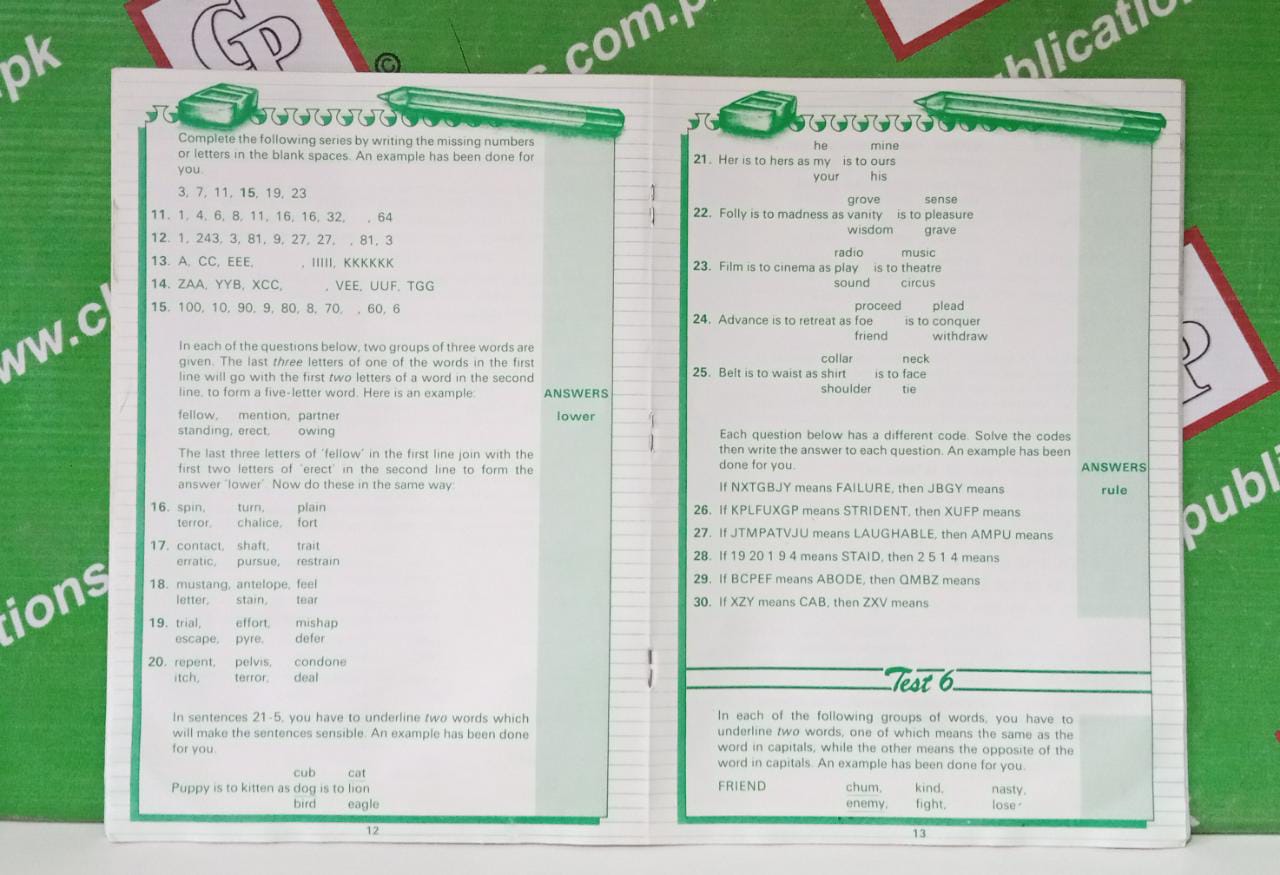 .pk
GP
©
s.com.p
publication
www.c
ations
publi
P
Complete the following series by writing the missing numbers
or letters in the blank spaces. An example has been done for
you.
3, 7, 11, 15, 19, 23
11. 1, 4, 6, 8, 11, 16, 16, 32, , 64
12. 1, 243, 3, 81, 9, 27, 27, , 81, 3
13. A, CC, EEE, , IIIII, KKKKKK
14. ZAA, YYB, XCC, , VEE, UUF, TGG
15. 100, 10, 90, 9, 80, 8, 70, , 60, 6
In each of the questions below, two groups of three words are
given. The last three letters of one of the words in the first
line will go with the first two letters of a word in the second
line, to form a five-letter word. Here is an example:
ANSWERS
fellow, mention, partner
lower
standing, erect, owing
The last three letters of 'fellow' in the first line join with the
first two letters of 'erect' in the second line to form the
answer 'lower'. Now do these in the same way:
16. spin, turn, plain
terror, chalice, fort
17. contact, shaft, trait
erratic, pursue, restrain
18. mustang, antelope, feel
letter, stain, tear
19. trial, effort, mishap
escape, pyre, defer
20. repent, pelvis, condone
itch, terror, deal
In sentences 21-5, you have to underline two words which
will make the sentences sensible. An example has been done
for you.
cub cat
Puppy is to kitten as dog is to lion
bird eagle
12
he mine
21. Her is to hers as my is to ours
your his
grove sense
22. Folly is to madness as vanity is to pleasure
wisdom grave
radio music
23. Film is to cinema as play is to theatre
sound circus
proceed plead
24. Advance is to retreat as foe is to conquer
friend withdraw
collar neck
25. Belt is to waist as shirt is to face
shoulder tie
Each question below has a different code. Solve the codes
then write the answer to each question. An example has been
done for you.
ANSWERS
If NXTGBJY means FAILURE, then JBGY means
rule
26. If KPLFUXGP means STRIDENT, then XUFP means
27. If JTMPATVJU means LAUGHABLE, then AMPU means
28. If 19 20 1 9 4 means STAID, then 2 5 1 4 means
29. If BCPEF means ABODE, then QMBZ means
30. If XZY means CAB, then ZXV means
Test 6
In each of the following groups of words, you have to
underline two words, one of which means the same as the
word in capitals, while the other means the opposite of the
word in capitals. An example has been done for you.
FRIEND chum, kind, nasty,
enemy, fight, lose
13